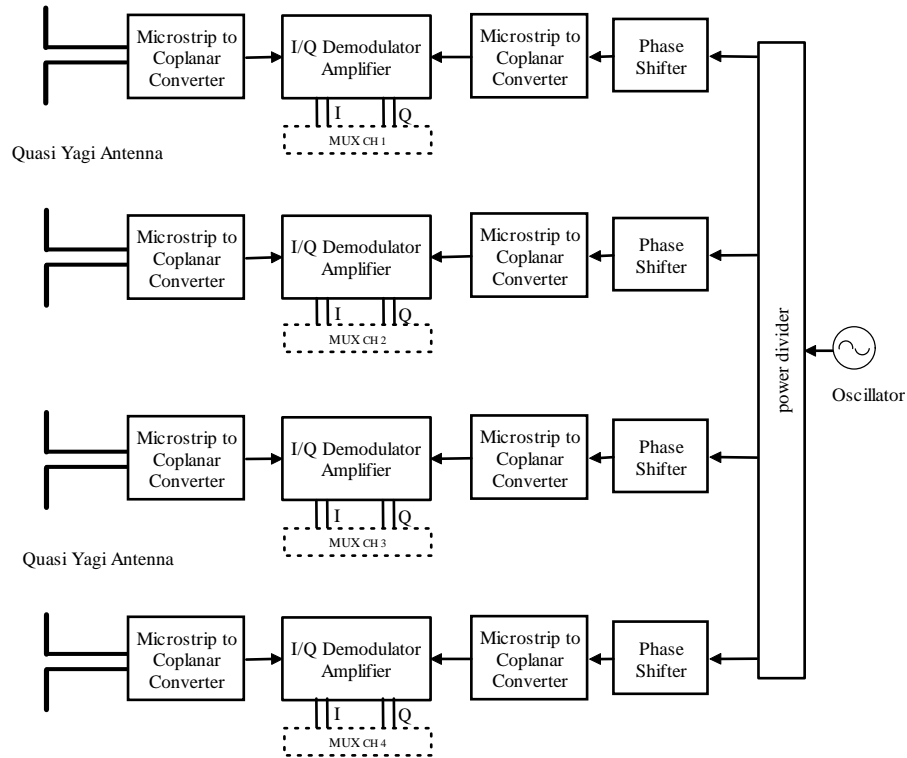 Microstrip to
Coplanar
Converter
I/Q Demodulator
Amplifier
Microstrip to
Coplanar
Converter
Phase
Shifter
I
Q
MUX CH 1
Quasi Yagi Antenna
Microstrip to
Coplanar
Converter
I/Q Demodulator
Amplifier
Microstrip to
Coplanar
Converter
Phase
Shifter
I
Q
MUX CH 2
power divider
Oscillator
Microstrip to
Coplanar
Converter
I/Q Demodulator
Amplifier
Microstrip to
Coplanar
Converter
Phase
Shifter
I
Q
MUX CH 3
Quasi Yagi Antenna
Microstrip to
Coplanar
Converter
I/Q Demodulator
Amplifier
Microstrip to
Coplanar
Converter
Phase
Shifter
I
Q
MUX CH 4